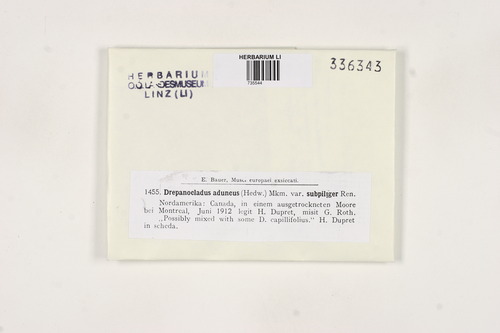 HERBARIUM LI
735544
336343
HERBARIUM
O.Ö. LANDESMUSEUM
LINZ (LI)
E. Bauer, Musci europaei exsiccati.
1455. Drepanocladus aduncus (Hedw.) Mkm. var. subpiliger Ren.
Nordamerika: Canada, in einem ausgetrockneten Moore
bei Montreal, Juni 1912 legit H. Dupret, misit G. Roth.
„Possibly mixed with some D. capillifolius." H. Dupret
in scheda.